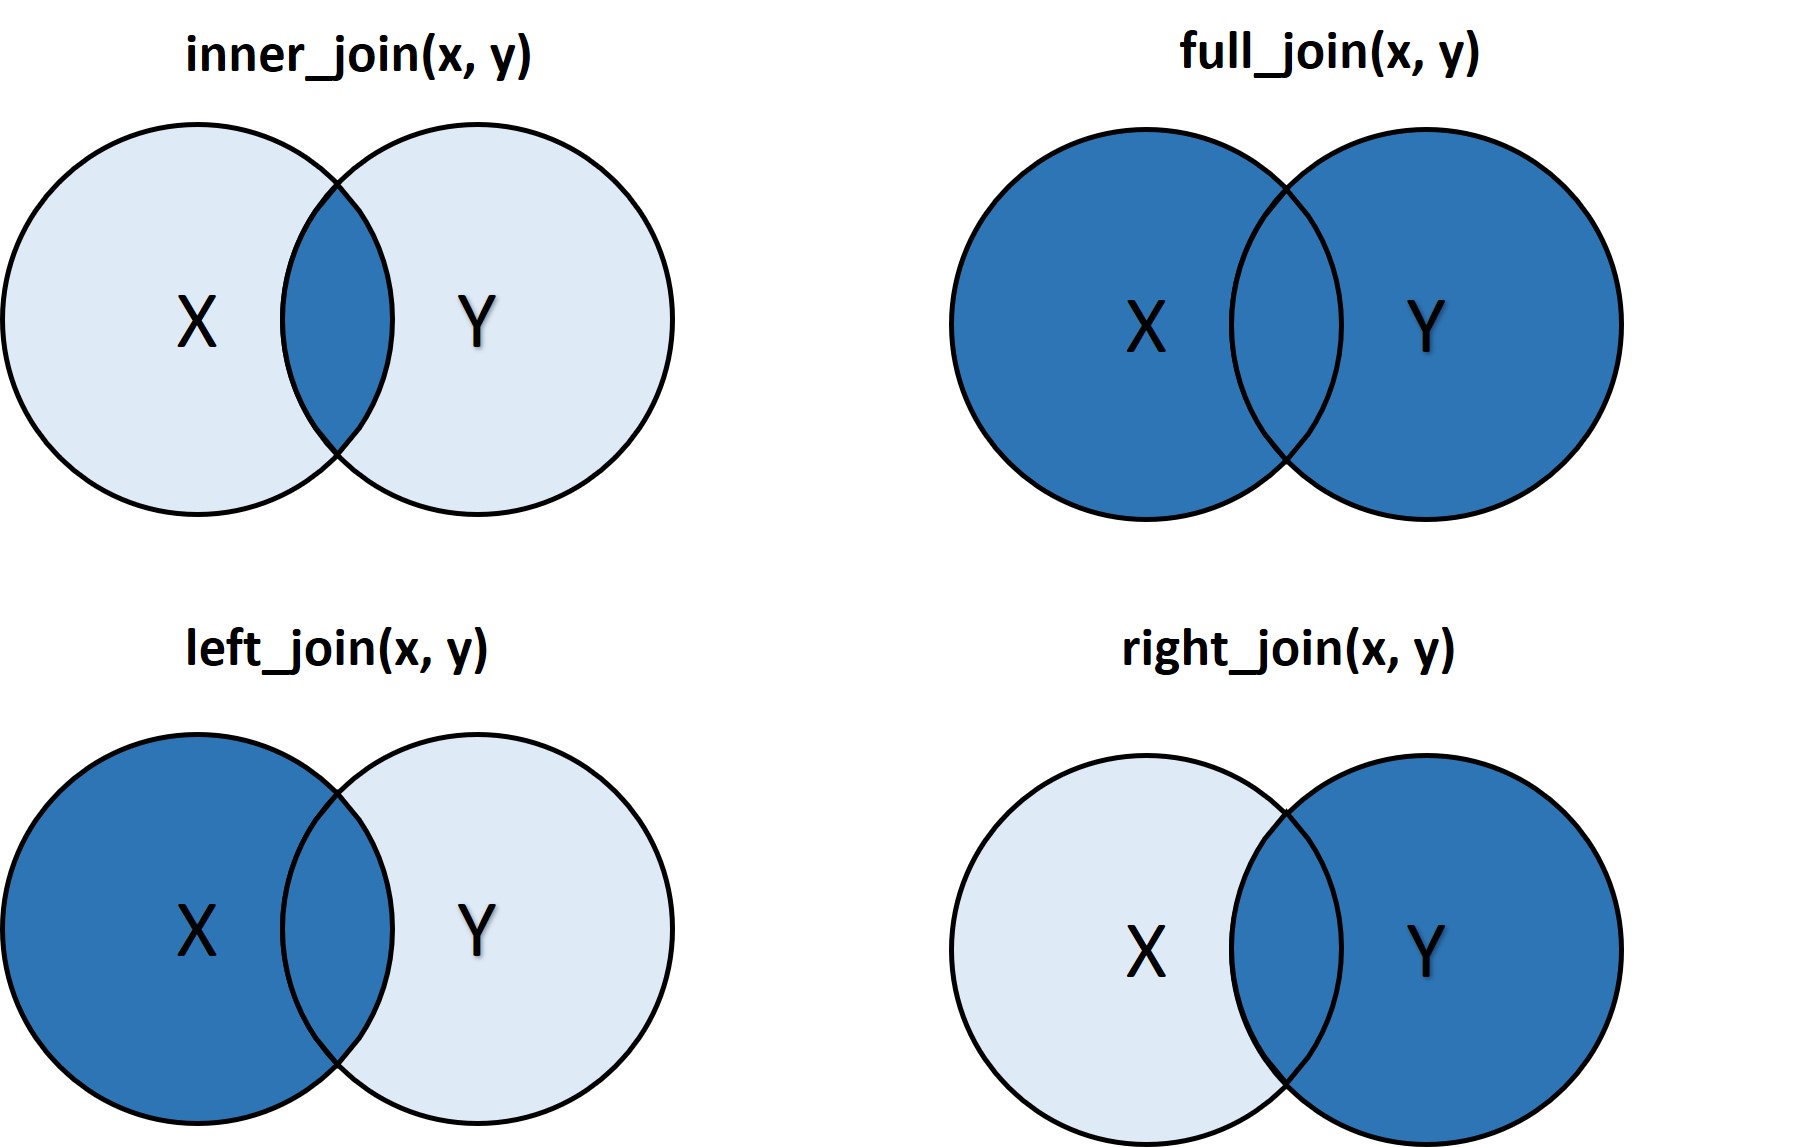 inner_join(x, y)
full_join(x, y)
X
Y
X
Y
left_join(x, y)
right_join(x, y)
X
Y
X
Y